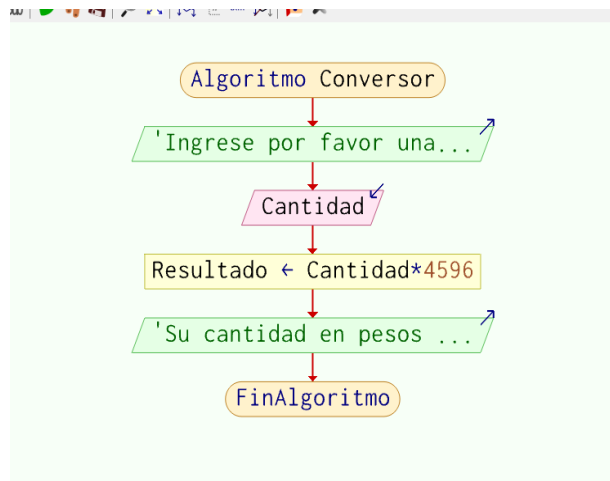 Algoritmo Conversor
'Ingrese por favor una...
Cantidad
Resultado ← Cantidad*4596
'Su cantidad en pesos ...
FinAlgoritmo